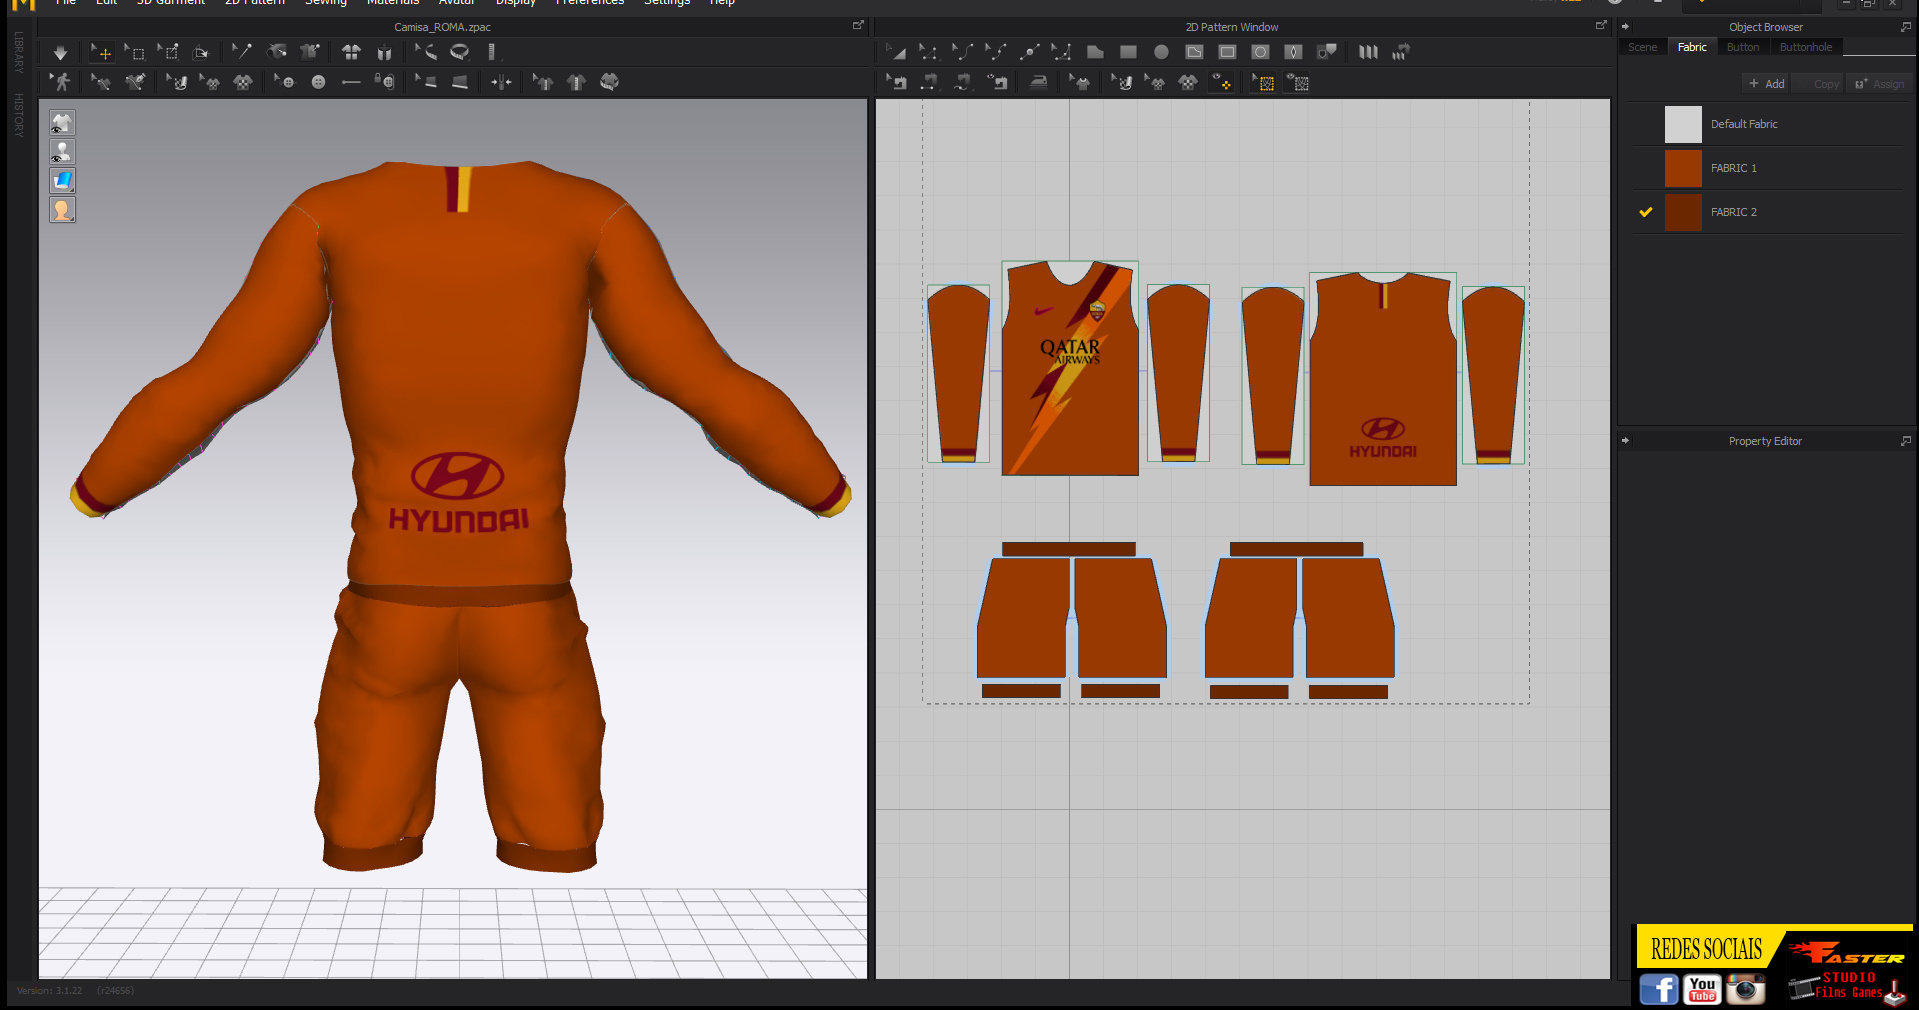 File Edit 3D Garment 2D Pattern Sewing Materials Avatar Display Preferences Settings Help
Camisa_ROMA.zpac
2D Pattern Window
Object Browser
LIBRARY
HISTORY
Scene Fabric Button Buttonhole
+ Add Copy Assign
Default Fabric
FABRIC 1
FABRIC 2
Property Editor
QATAR
AIRWAYS
HYUNDAI
HYUNDAI
Version: 3.1.22 (r24656)
REDES SOCIAIS
FASTER
STUDIO
Films Games
f
You
Tube